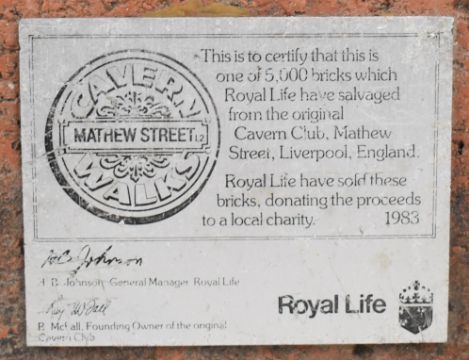 CAVERN
MATHEW STREET L2
WALKS
This is to certify that this is
one of 5,000 bricks which
Royal Life have salvaged
from the original
Cavern Club, Mathew
Street, Liverpool, England.
Royal Life have sold these
bricks, donating the proceeds
to a local charity. 1983
Johnson
Johnson, General Manager Royal Life
Royal Life
McFall, Founding Owner of the original
Cavern Club